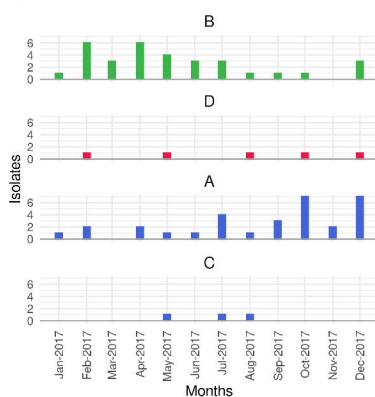 B
6
4
2
0
D
6
4
2
0
A
6
4
2
0
C
6
4
2
0
Isolates
Jan-2017
Feb-2017
Mar-2017
Apr-2017
May-2017
Jun-2017
Jul-2017
Aug-2017
Sep-2017
Oct-2017
Nov-2017
Dec-2017
Months